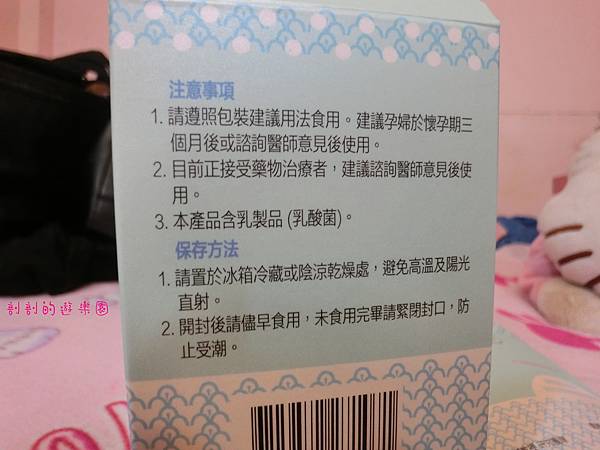 注意事項
1. 請遵照包裝建議用法食用。建議孕婦於懷孕期三
個月後或諮詢醫師意見後使用。
2. 目前正接受藥物治療者，建議諮詢醫師意見後使
用。
3. 本產品含乳製品 (乳酸菌)。
保存方法
1. 請置於冰箱冷藏或陰涼乾燥處，避免高溫及陽光
直射。
2. 開封後請儘早食用，未食用完畢請緊閉封口，防
止受潮。
剖剖的遊樂園